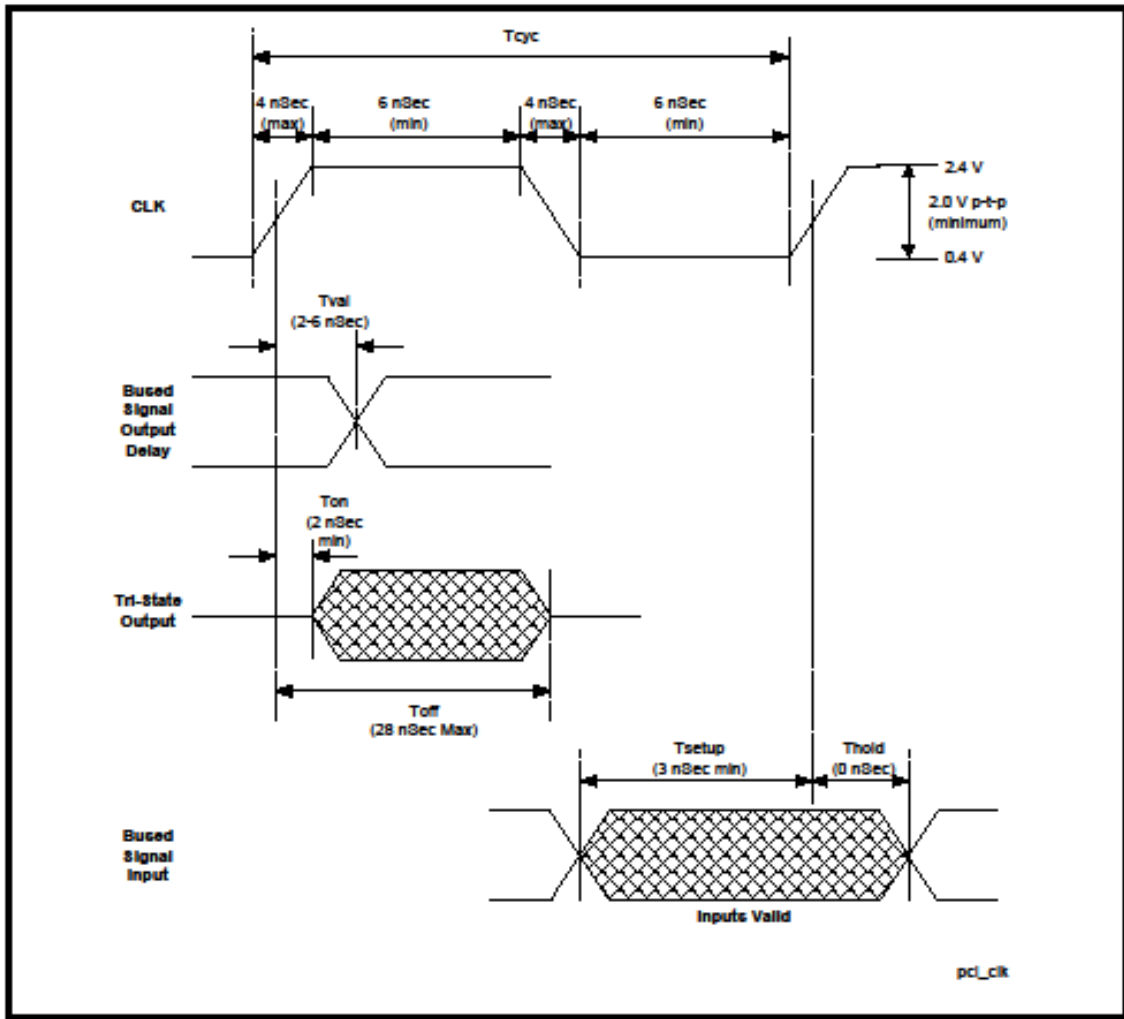 Tcyc
4 nSec
(max)
6 nSec
(min)
4 nSec
(max)
6 nSec
(min)
CLK
2.4 V
2.0 V p-t-p
(minimum)
0.4 V
Tval
(2-6 nSec)
Bused
Signal
Output
Delay
Ton
(2 nSec
min)
Tri-State
Output
Toff
(28 nSec Max)
Tsetup
(3 nSec min)
Thold
(0 nSec)
Bused
Signal
Input
Inputs Valid
pci_clk